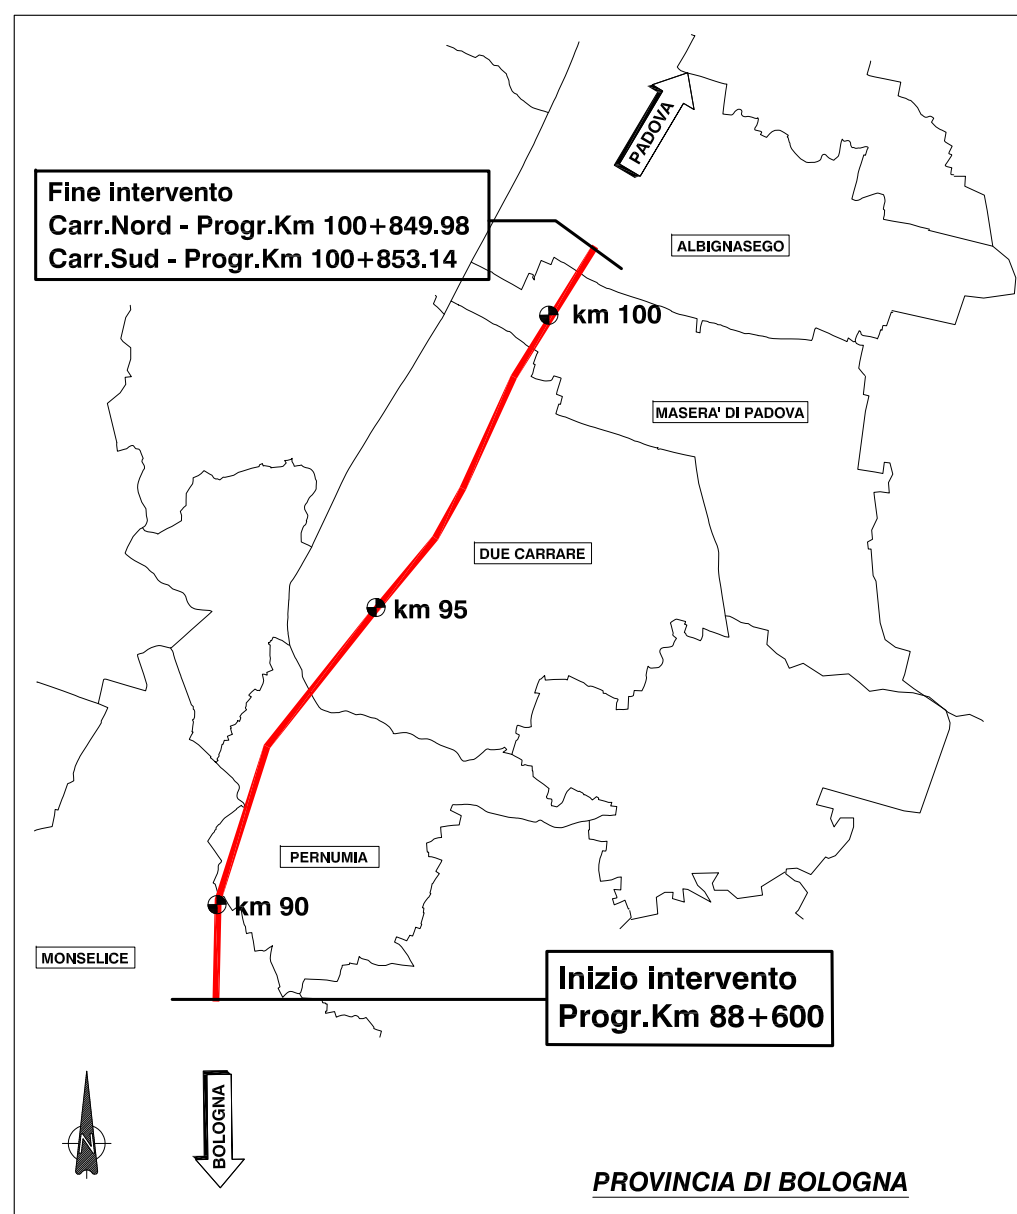 PADOVA
Fine intervento
Carr.Nord - Progr.Km 100+849.98
Carr.Sud - Progr.Km 100+853.14
ALBIGNASEGO
km 100
MASERA' DI PADOVA
DUE CARRARE
km 95
PERNUMIA
km 90
MONSELICE
Inizio intervento
Progr.Km 88+600
N
BOLOGNA
PROVINCIA DI BOLOGNA